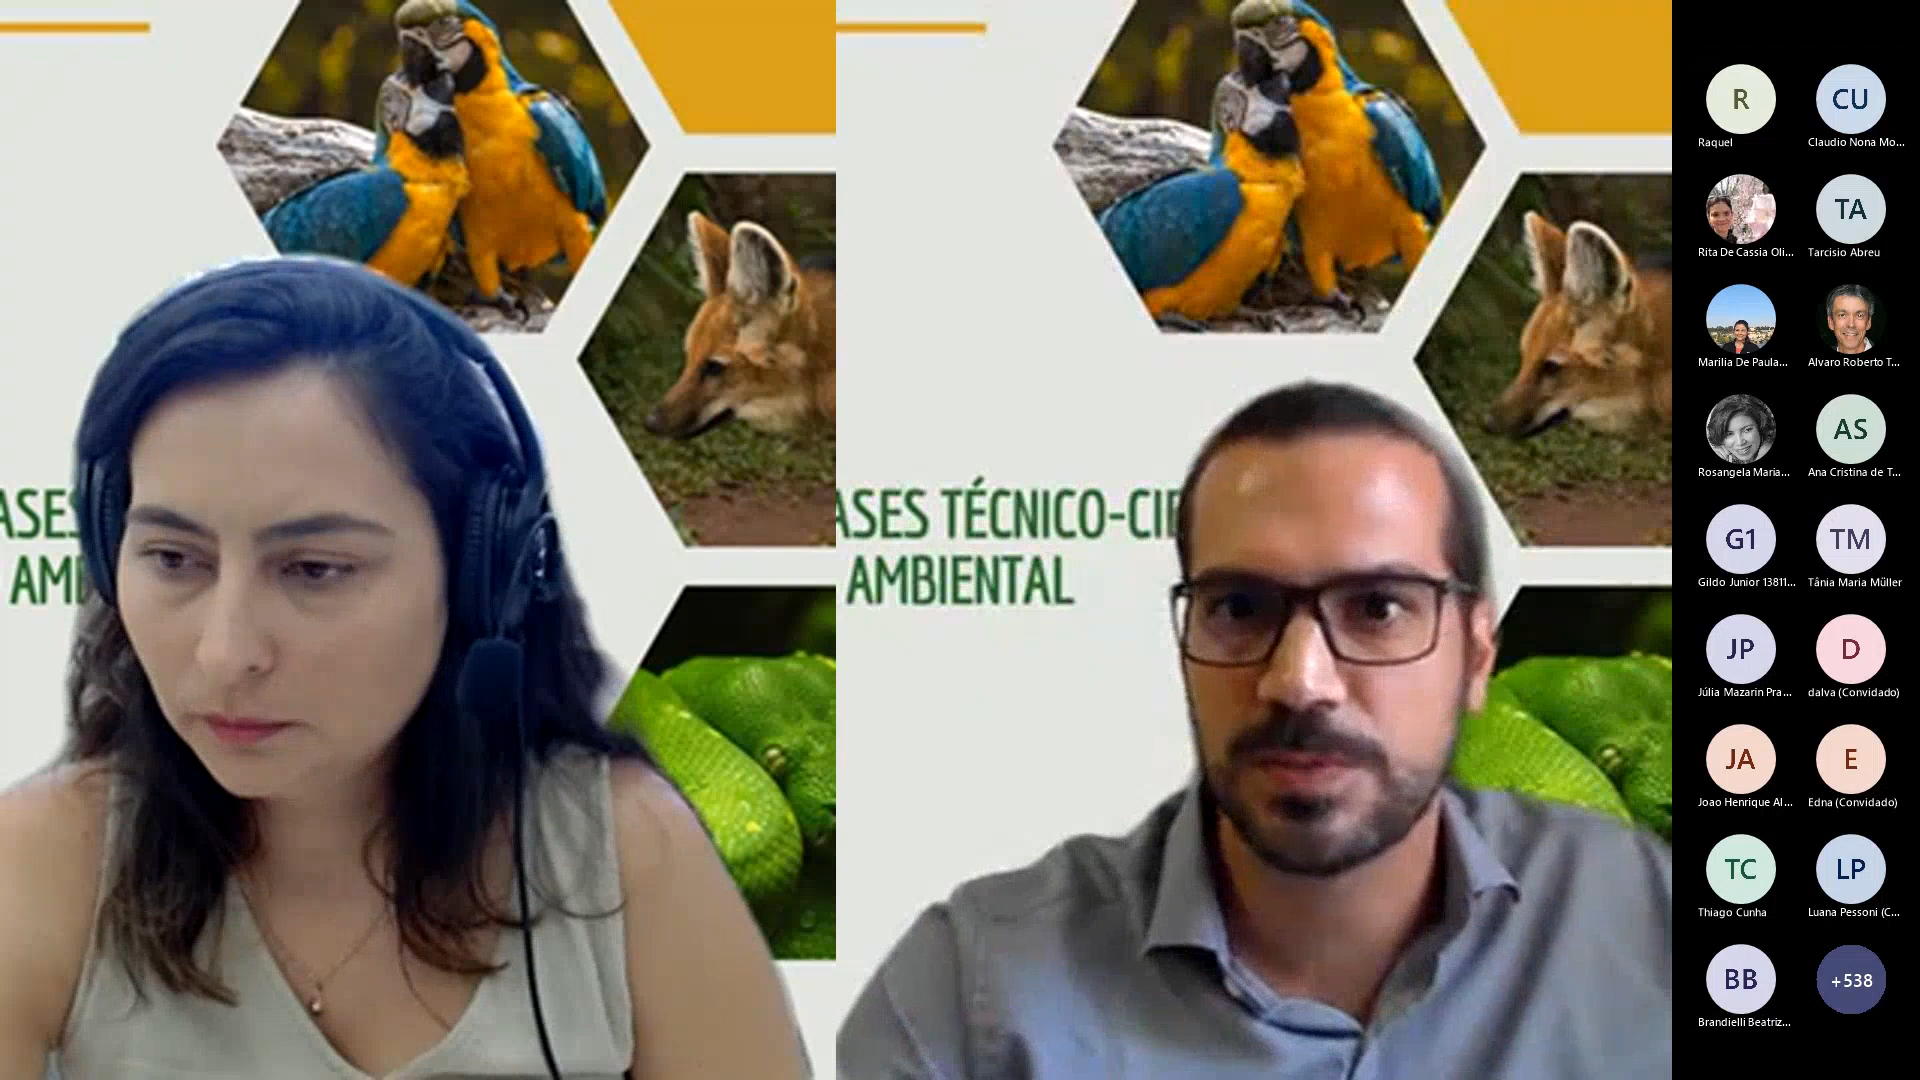 ASES
AMB
ASES TÉCNICO-CIE
AMBIENTAL
R
Raquel
CU
Claudio Nona Mo...
Rita De Cassia Oli...
TA
Tarcisio Abreu
Marilia De Paula...
Alvaro Roberto T...
Rosangela Maria...
AS
Ana Cristina de T...
G1
Gildo Junior 13811...
TM
Tânia Maria Müller
JP
Júlia Mazarin Pra...
D
dalva (Convidado)
JA
Joao Henrique Al...
E
Edna (Convidado)
TC
Thiago Cunha
LP
Luana Pessoni (C...
BB
Brandielli Beatriz...
+538